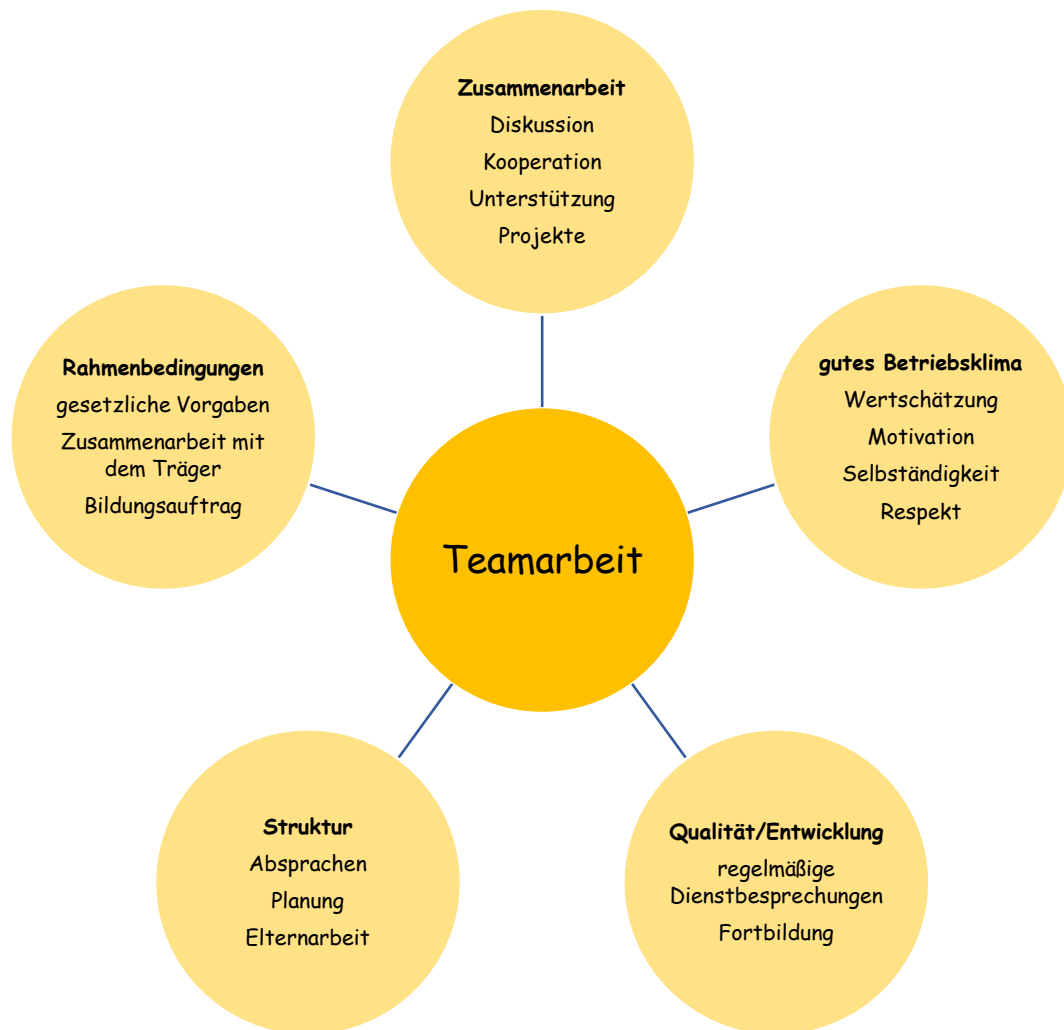 Zusammenarbeit
Diskussion
Kooperation
Unterstützung
Projekte
gutes Betriebsklima
Wertschätzung
Motivation
Selbständigkeit
Respekt
Qualität/Entwicklung
regelmäßige
Dienstbesprechungen
Fortbildung
Struktur
Absprachen
Planung
Elternarbeit
Rahmenbedingungen
gesetzliche Vorgaben
Zusammenarbeit mit
dem Träger
Bildungsauftrag
Teamarbeit